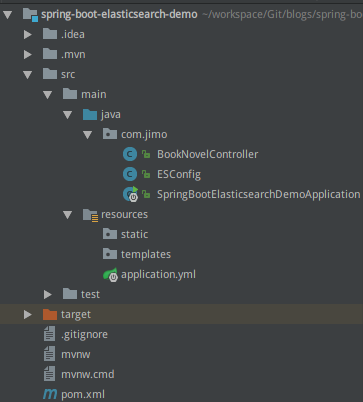 spring-boot-elasticsearch-demo ~/workspace/Git/blogs/spring-bo
.idea
.mvn
src
main
java
com.jimo
BookNovelController
ESConfig
SpringBootElasticsearchDemoApplication
resources
static
templates
application.yml
test
target
.gitignore
mvnw
mvnw.cmd
pom.xml